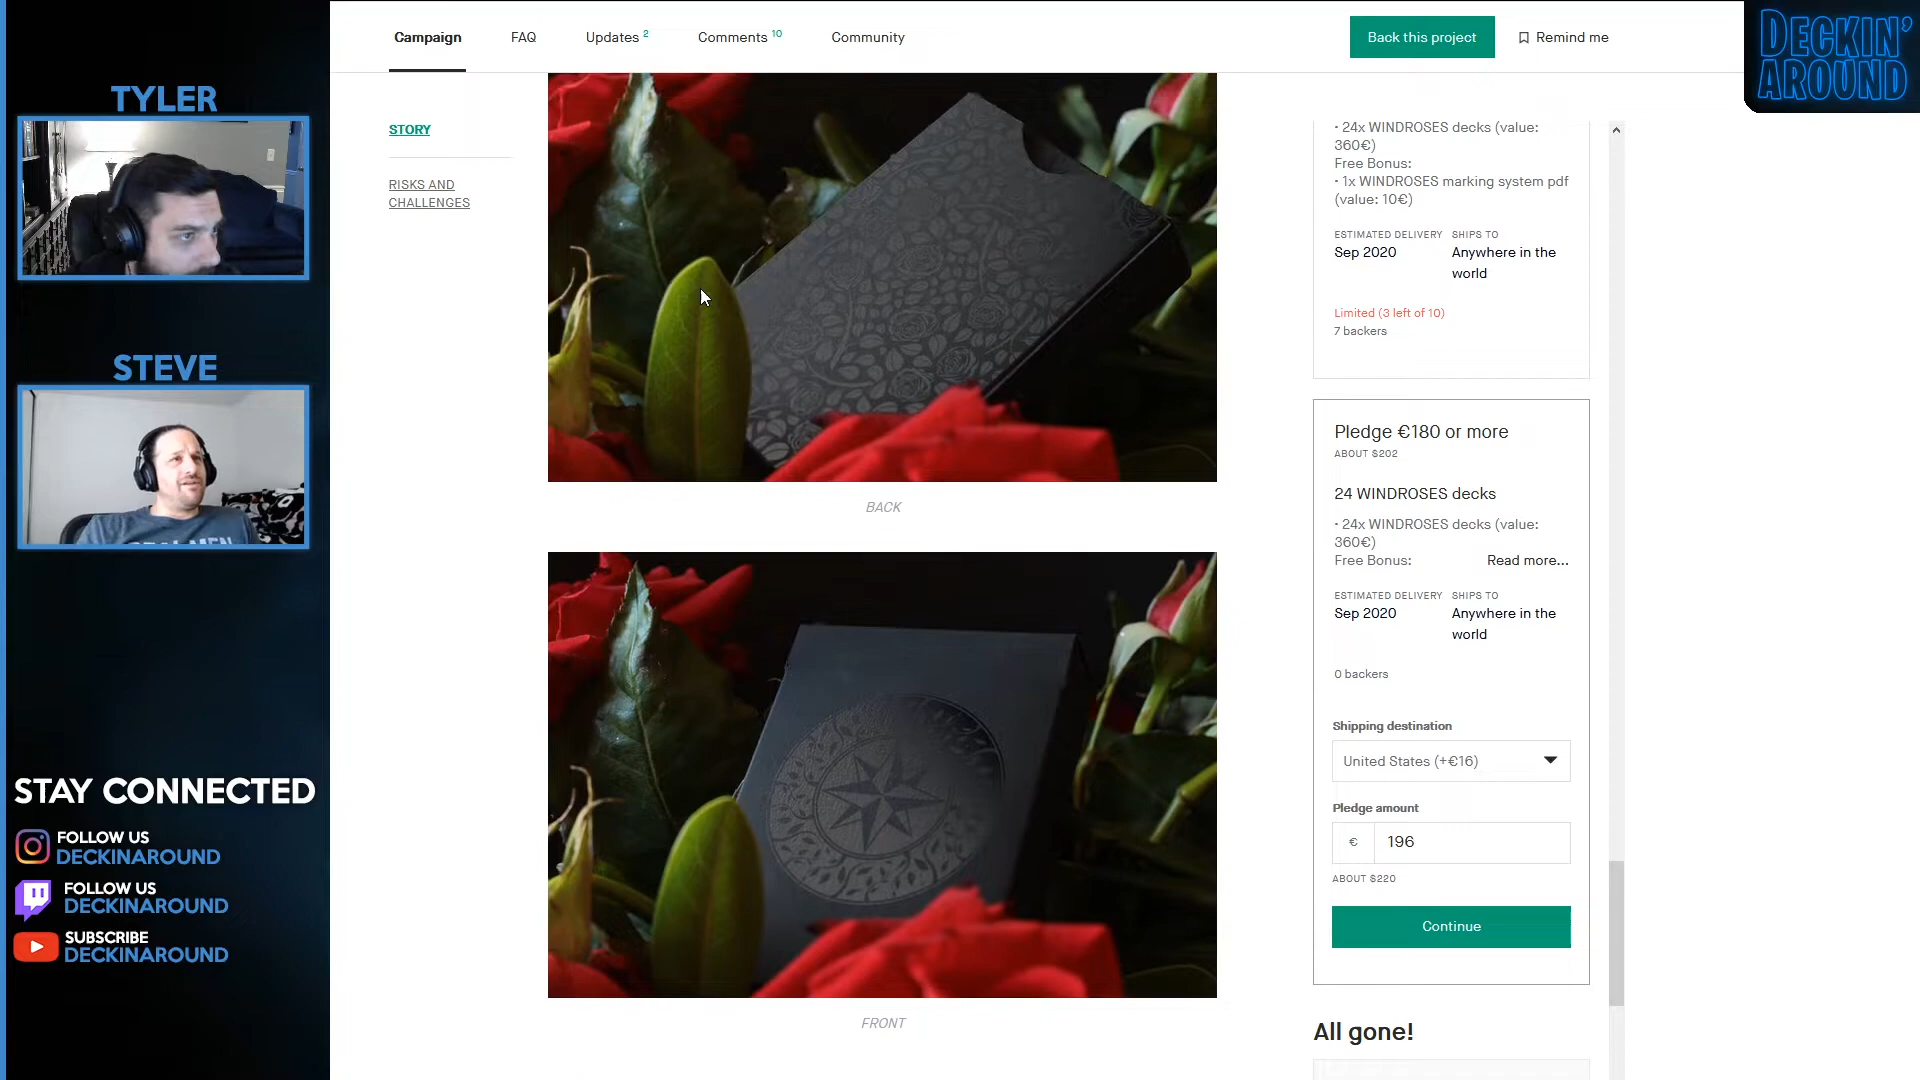 TYLER
STEVE
STAY CONNECTED
FOLLOW US
DECKINAROUND
FOLLOW US
DECKINAROUND
SUBSCRIBE
DECKINAROUND
Campaign
FAQ
Updates 2
Comments 10
Community
Back this project
Remind me
DECKIN'
AROUND
STORY
RISKS AND
CHALLENGES
BACK
FRONT
• 24x WINDROSES decks (value:
360€)
Free Bonus:
• 1x WINDROSES marking system pdf
(value: 10€)
ESTIMATED DELIVERY SHIPS TO
Sep 2020 Anywhere in the
world
Limited (3 left of 10)
7 backers
Pledge €180 or more
ABOUT $202
24 WINDROSES decks
• 24x WINDROSES decks (value:
360€)
Free Bonus: Read more...
ESTIMATED DELIVERY SHIPS TO
Sep 2020 Anywhere in the
world
0 backers
Shipping destination
United States (+€16)
Pledge amount
€ 196
ABOUT $220
Continue
All gone!